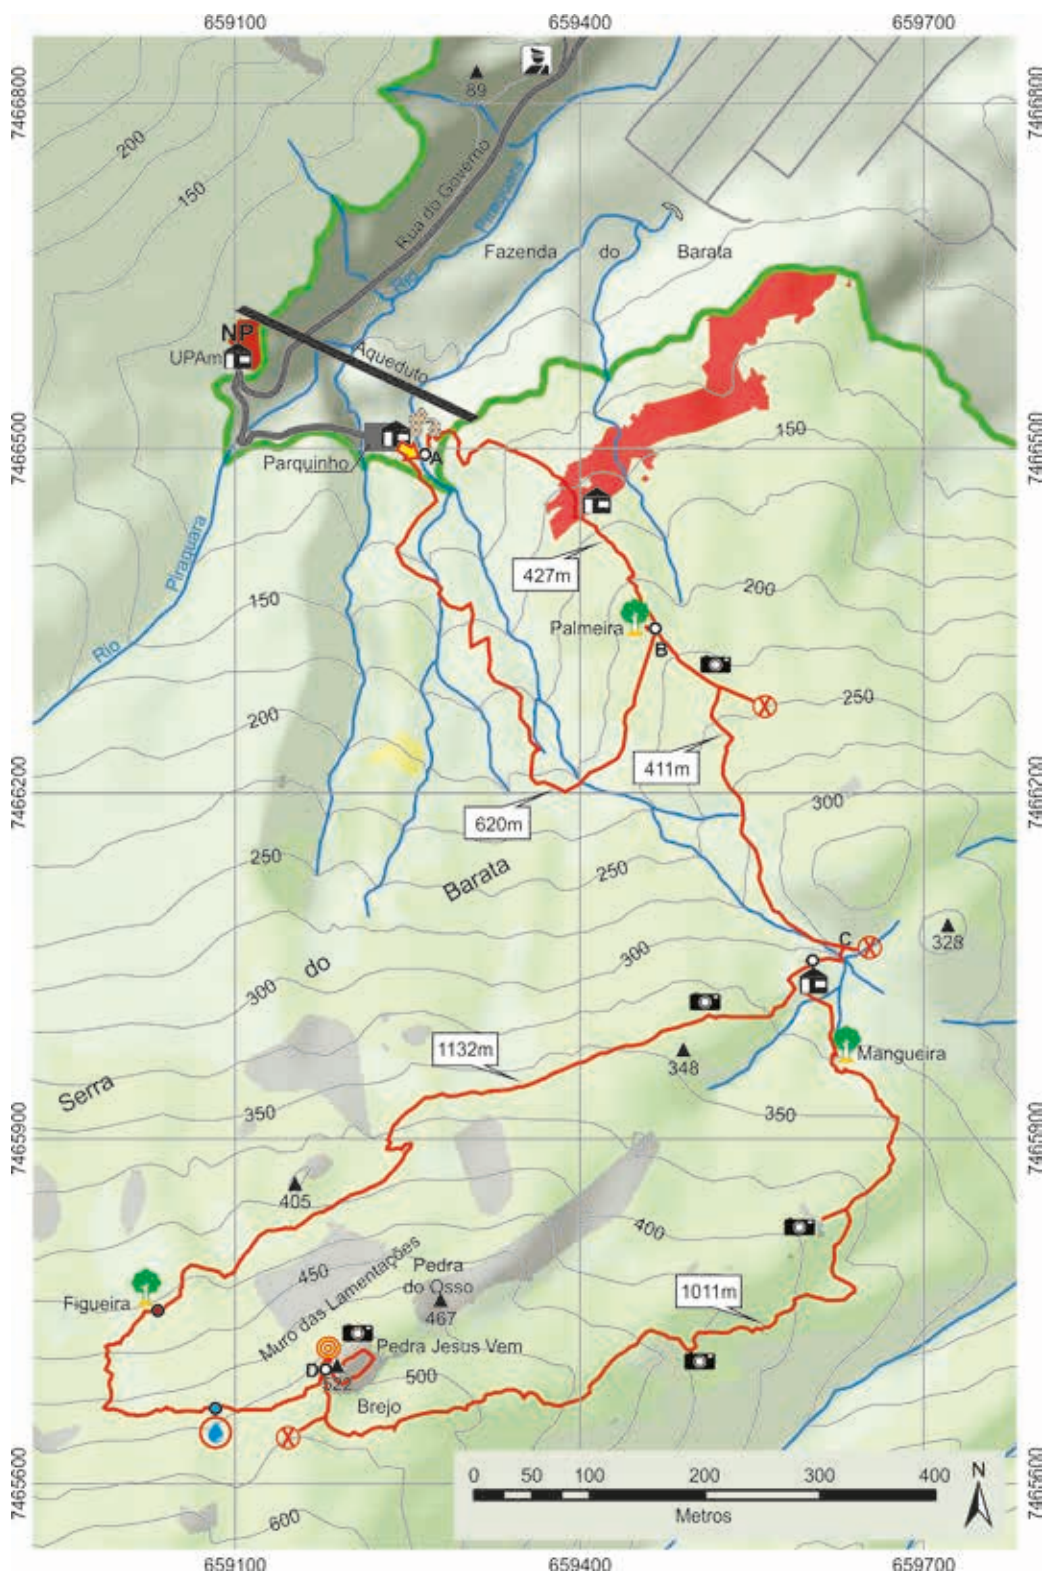 659100
659400
659700
7466800
7466800
89
200
150
Rua do Governo
Rio
Piraquara
Fazenda do Barata
NP
UPAm
Aqueduto
7466500
7466500
150
A
Parquinho
427m
Piraquara
Rio
150
200
Palmeira
B
250
200
411m
7466200
7466200
620m
300
250
250
Barata
C
328
300
do
300
1132m
Mangueira
348
Serra
350
350
7465900
7465900
405
400
450
Pedra
do Osso
467
Muro das Lamentações
1011m
Figueira
Pedra Jesus Vem
D
522
500
Brejo
7465600
7465600
600
0 50 100 200 300 400
Metros
N
659100
659400
659700